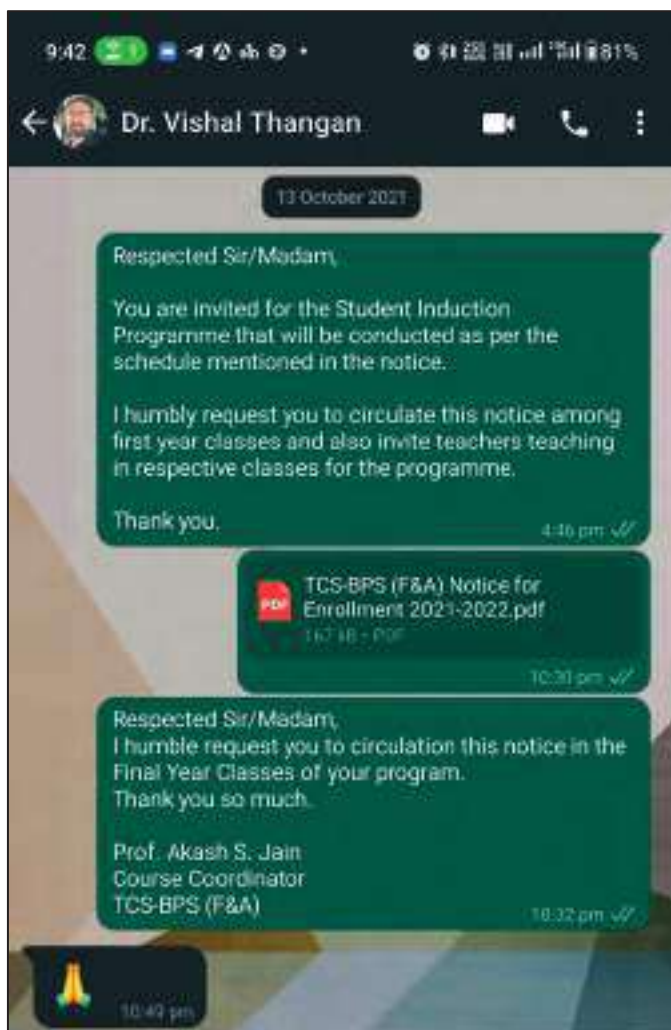 9:42
81%
Dr. Vishal Thangan
13 October 2021
Respected Sir/Madam,
You are invited for the Student Induction
Programme that will be conducted as per the
schedule mentioned in the notice.
I humbly request you to circulate this notice among
first year classes and also invite teachers teaching
in respective classes for the programme.
Thank you.
4:46 pm
PDF
TCS-BPS (F&A) Notice for
Enrollment 2021-2022.pdf
167 kB • PDF
10:30 pm
Respected Sir/Madam,
I humble request you to circulation this notice in the
Final Year Classes of your program.
Thank you so much.
Prof. Akash S. Jain
Course Coordinator
TCS-BPS (F&A)
10:32 pm
10:49 pm